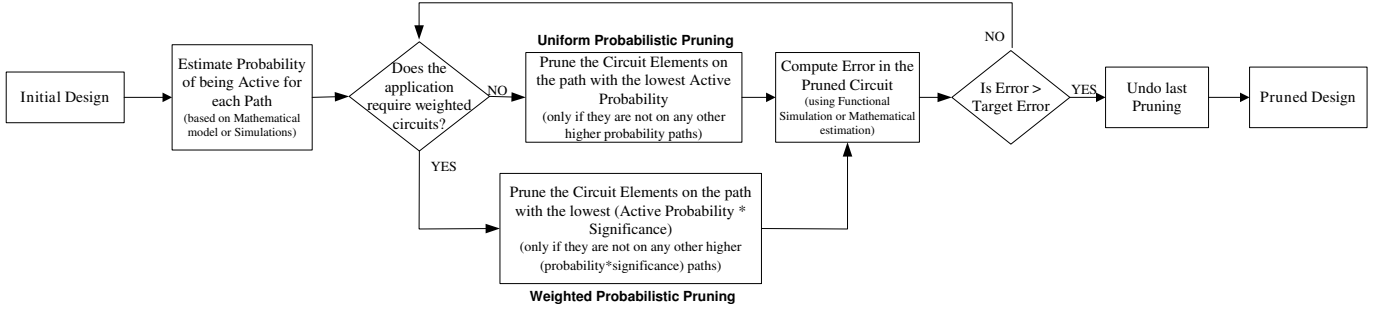 Initial Design
Estimate Probability
of being Active for
each Path
(based on Mathematical
model or Simulations)
Does the
application
require weighted
circuits?
NO
YES
Uniform Probabilistic Pruning
Prune the Circuit Elements
on the path with the lowest Active
Probability
(only if they are not on any other
higher probability paths)
Prune the Circuit Elements on the path
with the lowest (Active Probability *
Significance)
(only if they are not on any other higher
(probability*significance) paths)
Weighted Probabilistic Pruning
Compute Error in the
Pruned Circuit
(using Functional
Simulation or Mathematical
estimation)
NO
Is Error >
Target Error
YES
Undo last
Pruning
Pruned Design